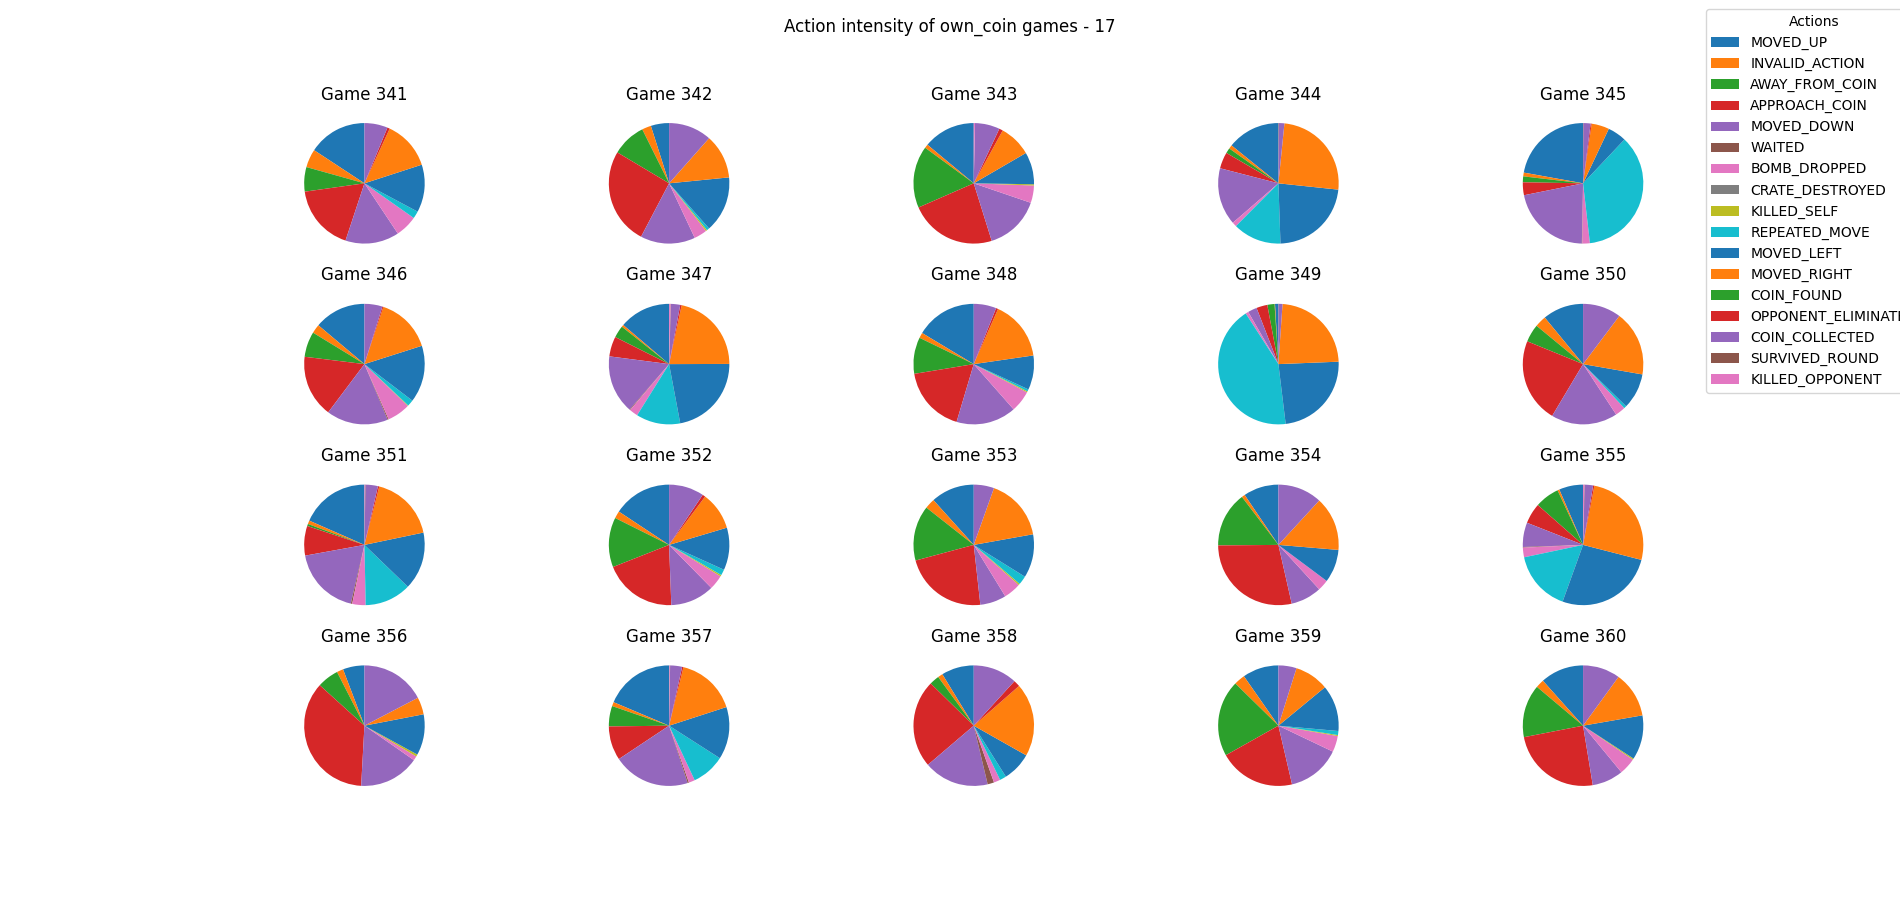 Action intensity of own_coin games - 17
Actions
MOVED_UP
INVALID_ACTION
AWAY_FROM_COIN
APPROACH_COIN
MOVED_DOWN
WAITED
BOMB_DROPPED
CRATE_DESTROYED
KILLED_SELF
REPEATED_MOVE
MOVED_LEFT
MOVED_RIGHT
COIN_FOUND
OPPONENT_ELIMINATI
COIN_COLLECTED
SURVIVED_ROUND
KILLED_OPPONENT
Game 341
Game 342
Game 343
Game 344
Game 345
Game 346
Game 347
Game 348
Game 349
Game 350
Game 351
Game 352
Game 353
Game 354
Game 355
Game 356
Game 357
Game 358
Game 359
Game 360